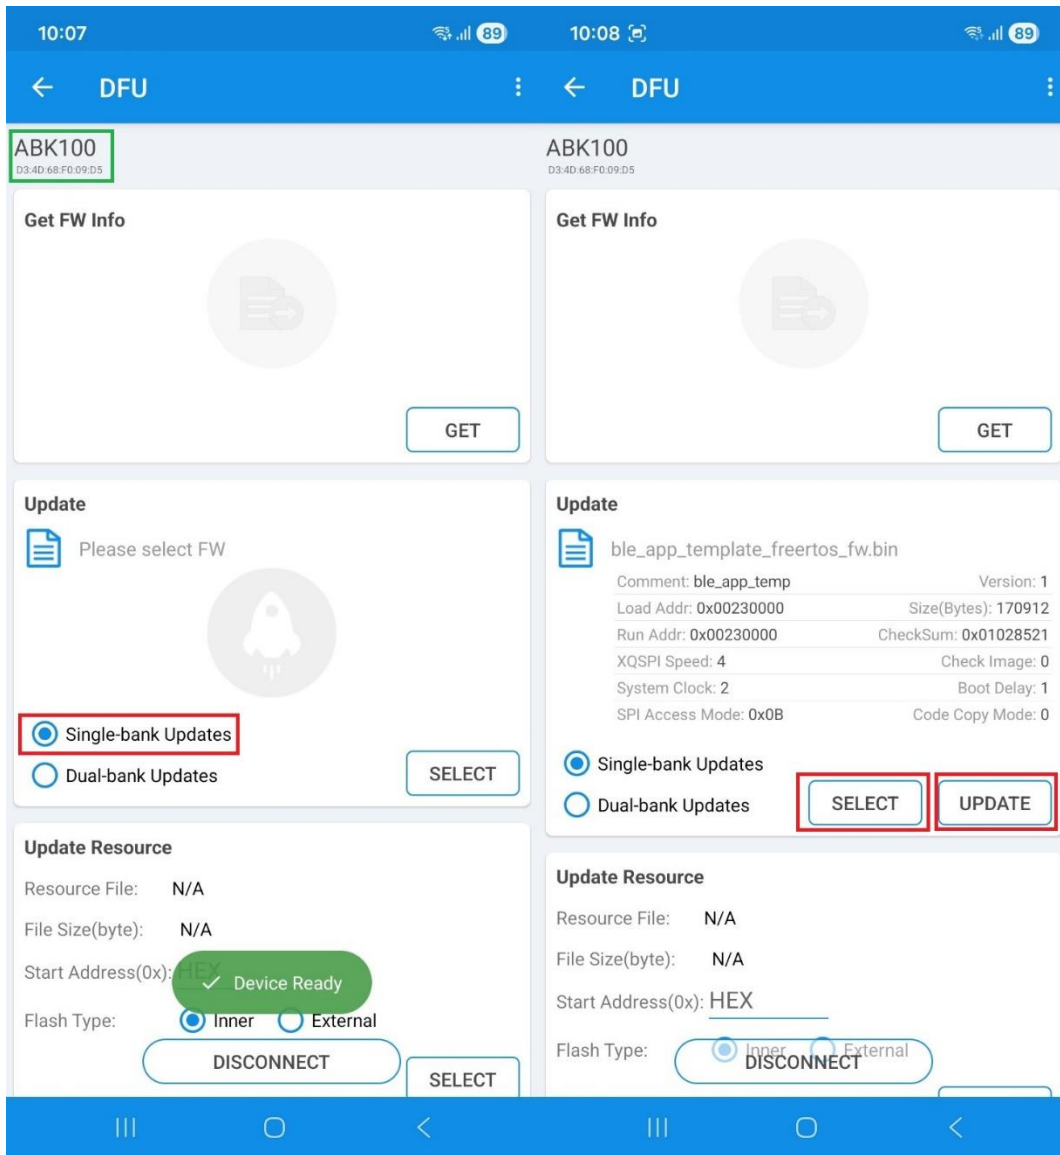 10:07
89
DFU
ABK100
D3:4D:68:F0:09:D5
Get FW Info
GET
Update
Please select FW
Single-bank Updates
Dual-bank Updates
SELECT
Update Resource
Resource File: N/A
File Size(byte): N/A
Start Address(0x): HEX
Device Ready
Flash Type: Inner External
DISCONNECT
SELECT
10:08
89
DFU
ABK100
D3:4D:68:F0:09:D5
Get FW Info
GET
Update
ble_app_template_freertos_fw.bin
Comment: ble_app_temp Version: 1
Load Addr: 0x00230000 Size(Bytes): 170912
Run Addr: 0x00230000 CheckSum: 0x01028521
XQSPI Speed: 4 Check Image: 0
System Clock: 2 Boot Delay: 1
SPI Access Mode: 0x0B Code Copy Mode: 0
Single-bank Updates
Dual-bank Updates
SELECT UPDATE
Update Resource
Resource File: N/A
File Size(byte): N/A
Start Address(0x): HEX
Flash Type: Inner External
DISCONNECT